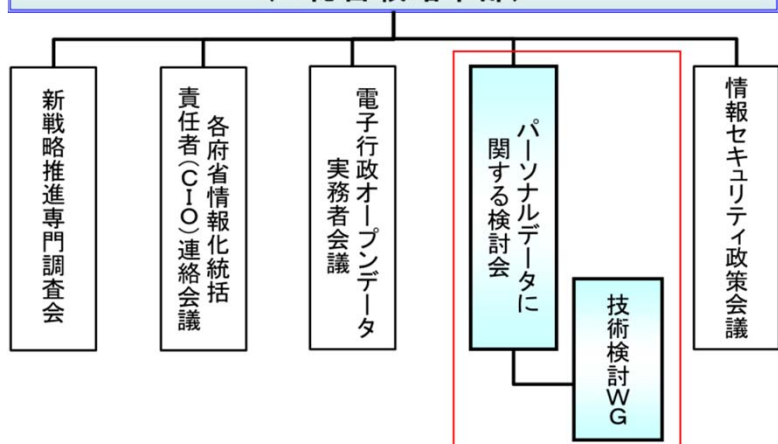 新戦略推進専門調査会
各府省情報化統括
責任者(CIO)連絡会議
電子行政オープンデータ
実務者会議
パーソナルデータに
関する検討会
技術検討WG
情報セキュリティ政策会議